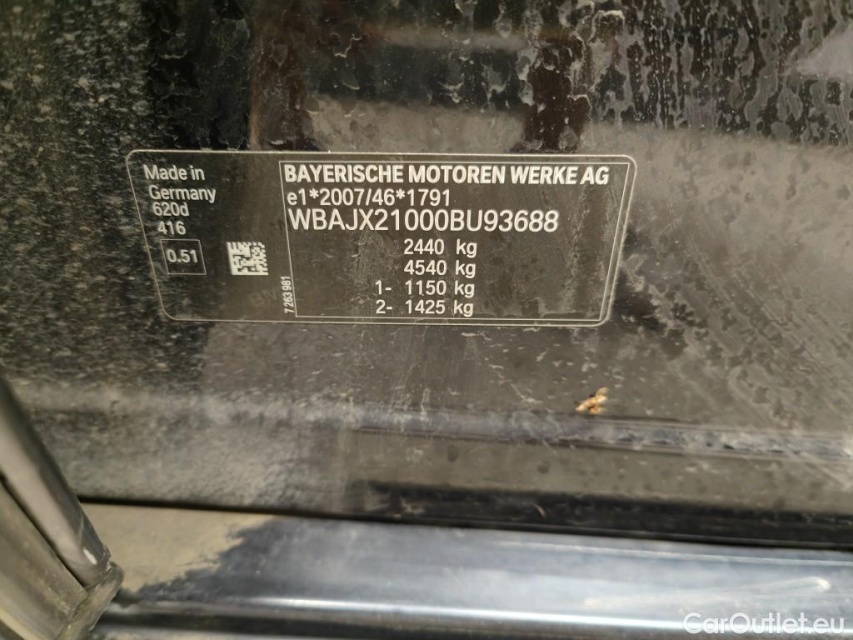 Made in
Germany
620d
416
0.51
7 263 981
BAYERISCHE MOTOREN WERKE AG
e1*2007/46*1791
WBAJX21000BU93688
2440 kg
4540 kg
1- 1150 kg
2- 1425 kg
CarOutlet.eu